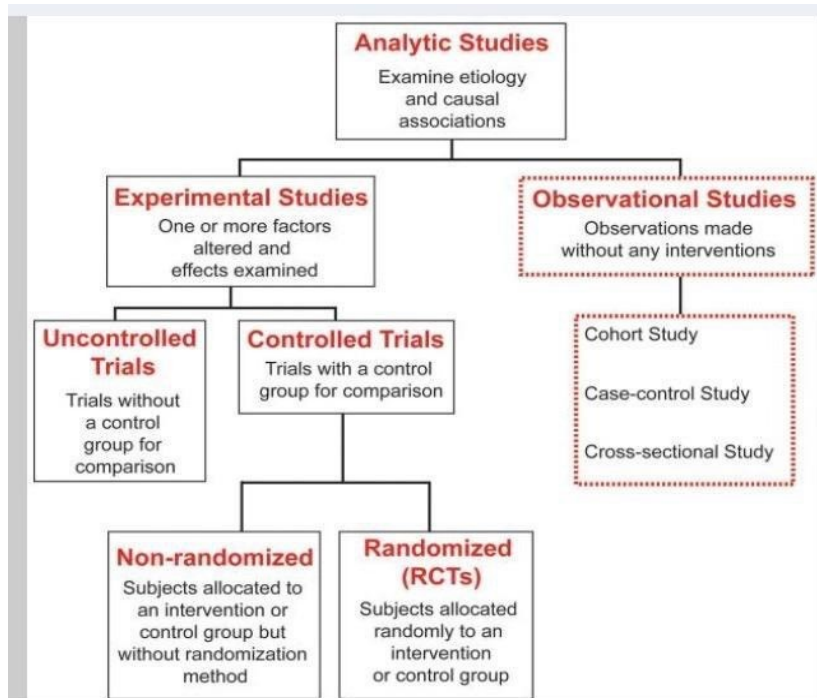 Analytic Studies
Examine etiology
and causal
associations
Experimental Studies
One or more factors
altered and
effects examined
Observational Studies
Observations made
without any interventions
Uncontrolled
Trials
Trials without
a control
group for
comparison
Controlled Trials
Trials with a control
group for comparison
Cohort Study
Case-control Study
Cross-sectional Study
Non-randomized
Subjects allocated to
an intervention or
control group but
without randomization
method
Randomized
(RCTs)
Subjects allocated
randomly to an
intervention
or control group